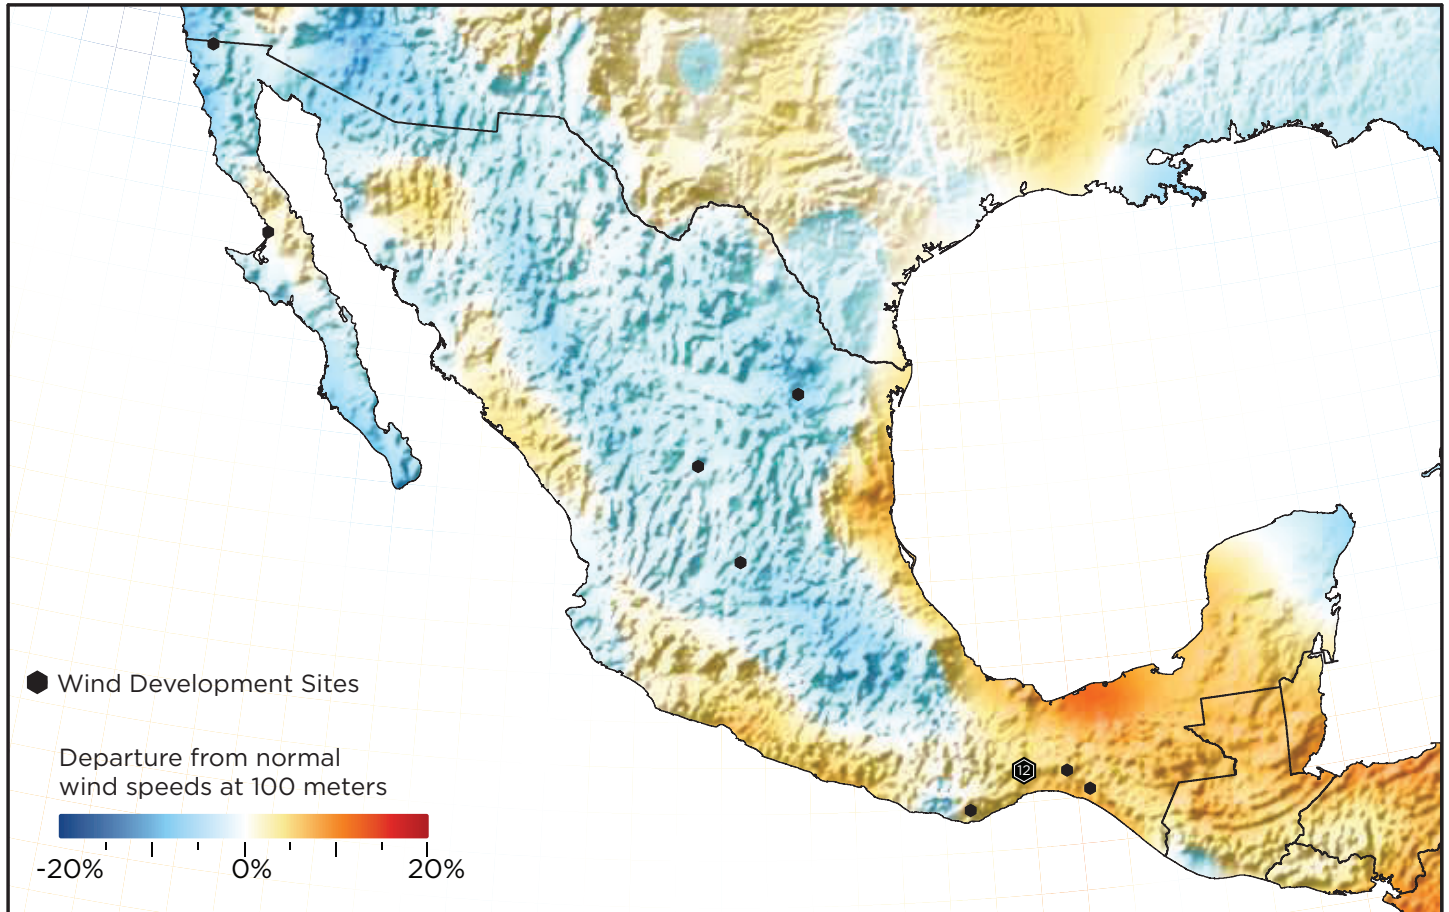 12
Wind Development Sites
Departure from normal
wind speeds at 100 meters
-20% 0% 20%